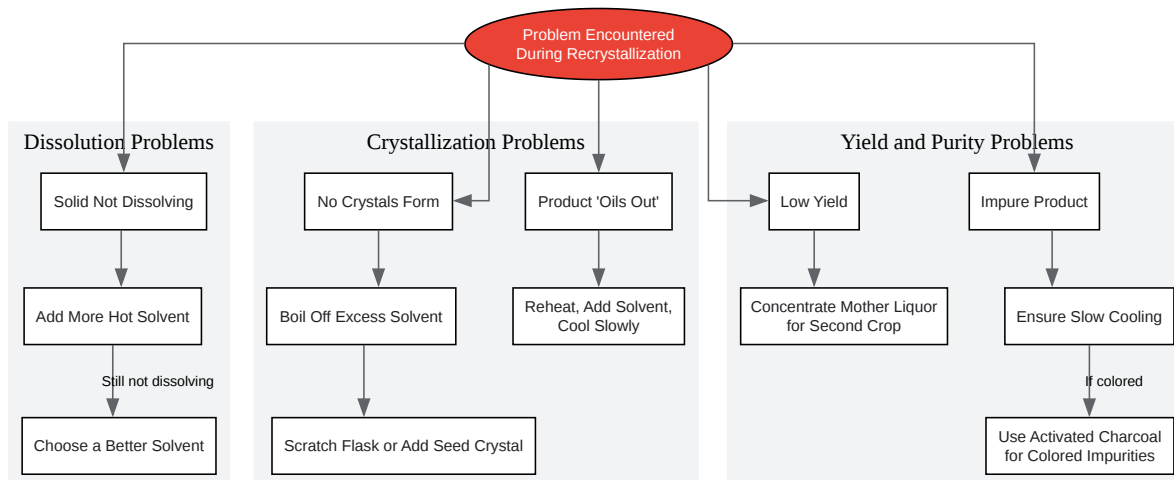 Problem Encountered
During Recrystallization
Dissolution Problems
Solid Not Dissolving
Add More Hot Solvent
Still not dissolving
Choose a Better Solvent
Crystallization Problems
No Crystals Form
Boil Off Excess Solvent
Scratch Flask or Add Seed Crystal
Product 'Oils Out'
Reheat, Add Solvent,
Cool Slowly
Yield and Purity Problems
Low Yield
Concentrate Mother Liquor
for Second Crop
Impure Product
Ensure Slow Cooling
If colored
Use Activated Charcoal
for Colored Impurities